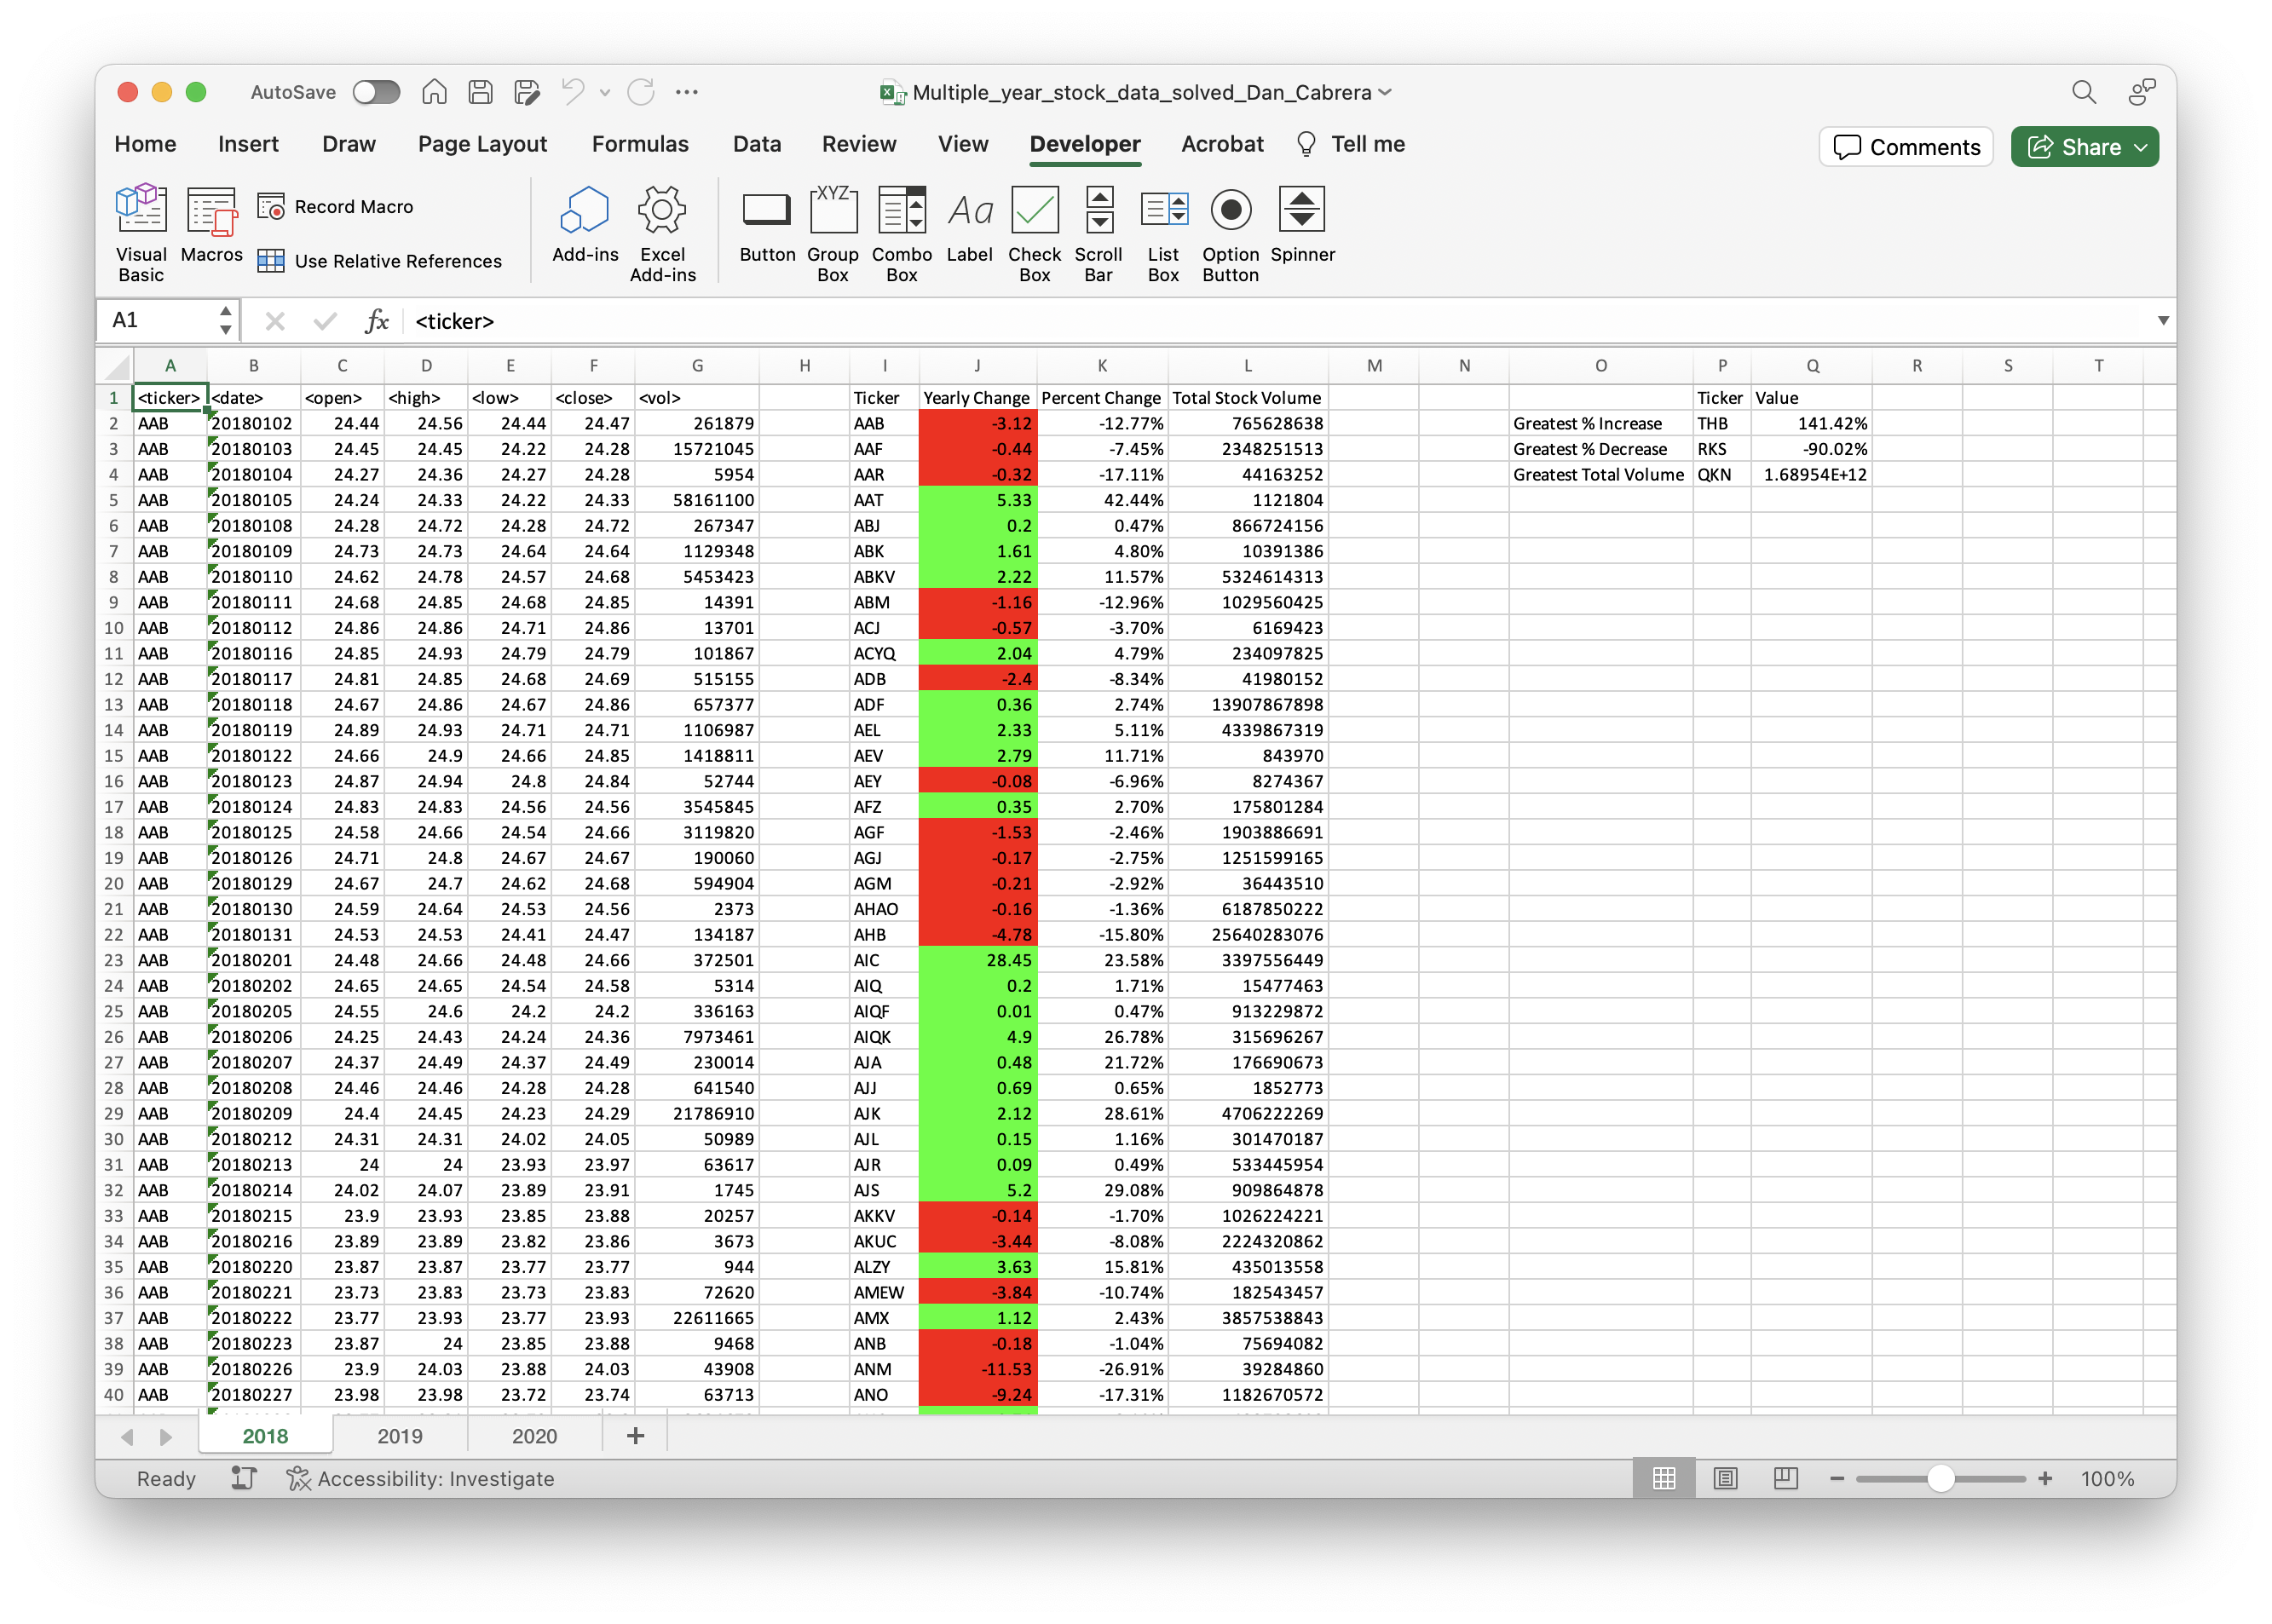 AutoSave Multiple_year_stock_data_solved_Dan_Cabrera
Home Insert Draw Page Layout Formulas Data Review View Developer Acrobat Tell me Comments Share
Visual Basic Macros Record Macro Use Relative References Add-ins Excel Add-ins Button Group Box Combo Box Label Check Box Scroll Bar List Box Option Button Spinner
XYZ Aa
A1 fx <ticker>
A B C D E F G H I J K L M N O P Q R S T
1 <ticker> <date> <open> <high> <low> <close> <vol> Ticker Yearly Change Percent Change Total Stock Volume Ticker Value
2 AAB 20180102 24.44 24.56 24.44 24.47 261879 AAB -3.12 -12.77% 765628638 Greatest % Increase THB 141.42%
3 AAB 20180103 24.45 24.45 24.22 24.28 15721045 AAF -0.44 -7.45% 2348251513 Greatest % Decrease RKS -90.02%
4 AAB 20180104 24.27 24.36 24.27 24.28 5954 AAR -0.32 -17.11% 44163252 Greatest Total Volume QKN 1.68954E+12
5 AAB 20180105 24.24 24.33 24.22 24.33 58161100 AAT 5.33 42.44% 1121804
6 AAB 20180108 24.28 24.72 24.28 24.72 267347 ABJ 0.2 0.47% 866724156
7 AAB 20180109 24.73 24.73 24.64 24.64 1129348 ABK 1.61 4.80% 10391386
8 AAB 20180110 24.62 24.78 24.57 24.68 5453423 ABKV 2.22 11.57% 5324614313
9 AAB 20180111 24.68 24.85 24.68 24.85 14391 ABM -1.16 -12.96% 1029560425
10 AAB 20180112 24.86 24.86 24.71 24.86 13701 ACJ -0.57 -3.70% 6169423
11 AAB 20180116 24.85 24.93 24.79 24.79 101867 ACYQ 2.04 4.79% 234097825
12 AAB 20180117 24.81 24.85 24.68 24.69 515155 ADB -2.4 -8.34% 41980152
13 AAB 20180118 24.67 24.86 24.67 24.86 657377 ADF 0.36 2.74% 13907867898
14 AAB 20180119 24.89 24.93 24.71 24.71 1106987 AEL 2.33 5.11% 4339867319
15 AAB 20180122 24.66 24.9 24.66 24.85 1418811 AEV 2.79 11.71% 843970
16 AAB 20180123 24.87 24.94 24.8 24.84 52744 AEY -0.08 -6.96% 8274367
17 AAB 20180124 24.83 24.83 24.56 24.56 3545845 AFZ 0.35 2.70% 175801284
18 AAB 20180125 24.58 24.66 24.54 24.66 3119820 AGF -1.53 -2.46% 1903886691
19 AAB 20180126 24.71 24.8 24.67 24.67 190060 AGJ -0.17 -2.75% 1251599165
20 AAB 20180129 24.67 24.7 24.62 24.68 594904 AGM -0.21 -2.92% 36443510
21 AAB 20180130 24.59 24.64 24.53 24.56 2373 AHAO -0.16 -1.36% 6187850222
22 AAB 20180131 24.53 24.53 24.41 24.47 134187 AHB -4.78 -15.80% 25640283076
23 AAB 20180201 24.48 24.66 24.48 24.66 372501 AIC 28.45 23.58% 3397556449
24 AAB 20180202 24.65 24.65 24.54 24.58 5314 AIQ 0.2 1.71% 15477463
25 AAB 20180205 24.55 24.6 24.2 24.2 336163 AIQF 0.01 0.47% 913229872
26 AAB 20180206 24.25 24.43 24.24 24.36 7973461 AIQK 4.9 26.78% 315696267
27 AAB 20180207 24.37 24.49 24.37 24.49 230014 AJA 0.48 21.72% 176690673
28 AAB 20180208 24.46 24.46 24.28 24.28 641540 AJJ 0.69 0.65% 1852773
29 AAB 20180209 24.4 24.45 24.23 24.29 21786910 AJK 2.12 28.61% 4706222269
30 AAB 20180212 24.31 24.31 24.02 24.05 50989 AJL 0.15 1.16% 301470187
31 AAB 20180213 24 24 23.93 23.97 63617 AJR 0.09 0.49% 533445954
32 AAB 20180214 24.02 24.07 23.89 23.91 1745 AJS 5.2 29.08% 909864878
33 AAB 20180215 23.9 23.93 23.85 23.88 20257 AKKV -0.14 -1.70% 1026224221
34 AAB 20180216 23.89 23.89 23.82 23.86 3673 AKUC -3.44 -8.08% 2224320862
35 AAB 20180220 23.87 23.87 23.77 23.77 944 ALZY 3.63 15.81% 435013558
36 AAB 20180221 23.73 23.83 23.73 23.83 72620 AMEW -3.84 -10.74% 182543457
37 AAB 20180222 23.77 23.93 23.77 23.93 22611665 AMX 1.12 2.43% 3857538843
38 AAB 20180223 23.87 24 23.85 23.88 9468 ANB -0.18 -1.04% 75694082
39 AAB 20180226 23.9 24.03 23.88 24.03 43908 ANM -11.53 -26.91% 39284860
40 AAB 20180227 23.98 23.98 23.72 23.74 63713 ANO -9.24 -17.31% 1182670572
2018 2019 2020 +
Ready Accessibility: Investigate 100%